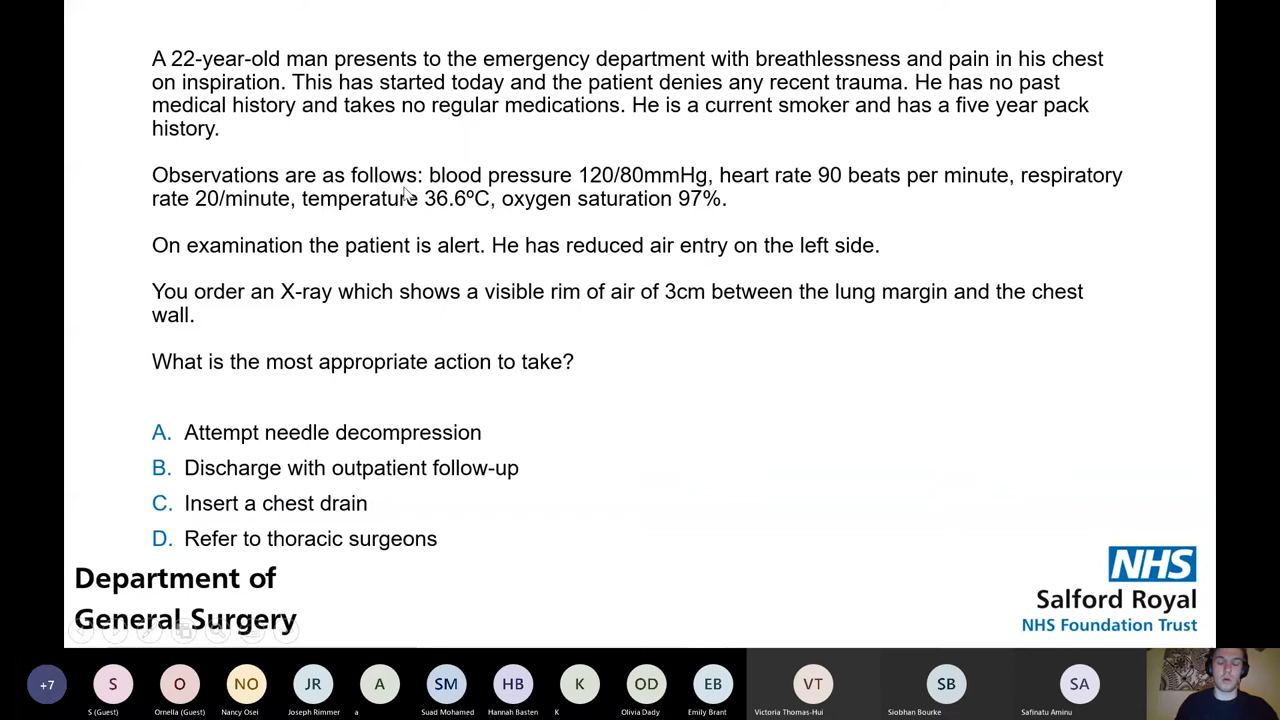 A 22-year-old man presents to the emergency department with breathlessness and pain in his chest
on inspiration. This has started today and the patient denies any recent trauma. He has no past
medical history and takes no regular medications. He is a current smoker and has a five year pack
history.
Observations are as follows: blood pressure 120/80mmHg, heart rate 90 beats per minute, respiratory
rate 20/minute, temperature 36.6ºC, oxygen saturation 97%.
On examination the patient is alert. He has reduced air entry on the left side.
You order an X-ray which shows a visible rim of air of 3cm between the lung margin and the chest
wall.
What is the most appropriate action to take?
A. Attempt needle decompression
B. Discharge with outpatient follow-up
C. Insert a chest drain
D. Refer to thoracic surgeons
Department of
General Surgery
NHS
Salford Royal
NHS Foundation Trust
+7 S O NO JR A SM HB K OD EB VT SB SA
S (Guest) Ornella (Guest) Nancy Osei Joseph Rimmer a Suad Mohamed Hannah Basten K Olivia Dady Emily Brant Victoria Thomas-Hui Siobhan Bourke Safinatu Aminu